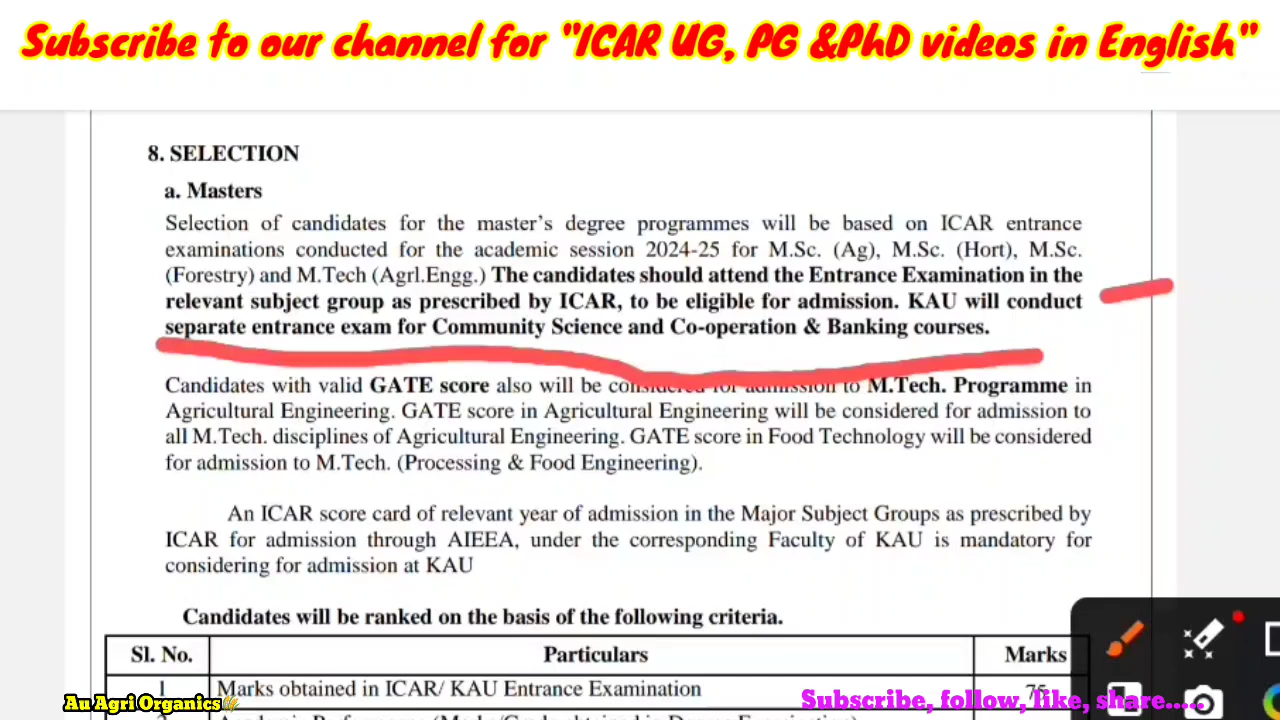 Subscribe to our channel for "ICAR UG, PG &PhD videos in English"
8. SELECTION
a. Masters
Selection of candidates for the master's degree programmes will be based on ICAR entrance
examinations conducted for the academic session 2024-25 for M.Sc. (Ag), M.Sc. (Hort), M.Sc.
(Forestry) and M.Tech (Agrl.Engg.) The candidates should attend the Entrance Examination in the
relevant subject group as prescribed by ICAR, to be eligible for admission. KAU will conduct
separate entrance exam for Community Science and Co-operation & Banking courses.
Candidates with valid GATE score also will be considered for admission to M.Tech. Programme in
Agricultural Engineering. GATE score in Agricultural Engineering will be considered for admission to
all M.Tech. disciplines of Agricultural Engineering. GATE score in Food Technology will be considered
for admission to M.Tech. (Processing & Food Engineering).
An ICAR score card of relevant year of admission in the Major Subject Groups as prescribed by
ICAR for admission through AIEEA, under the corresponding Faculty of KAU is mandatory for
considering for admission at KAU
Candidates will be ranked on the basis of the following criteria.
Sl. No. Particulars Marks
1 Marks obtained in ICAR/ KAU Entrance Examination
Au Agri Organics
Subscribe, follow, like, share.....